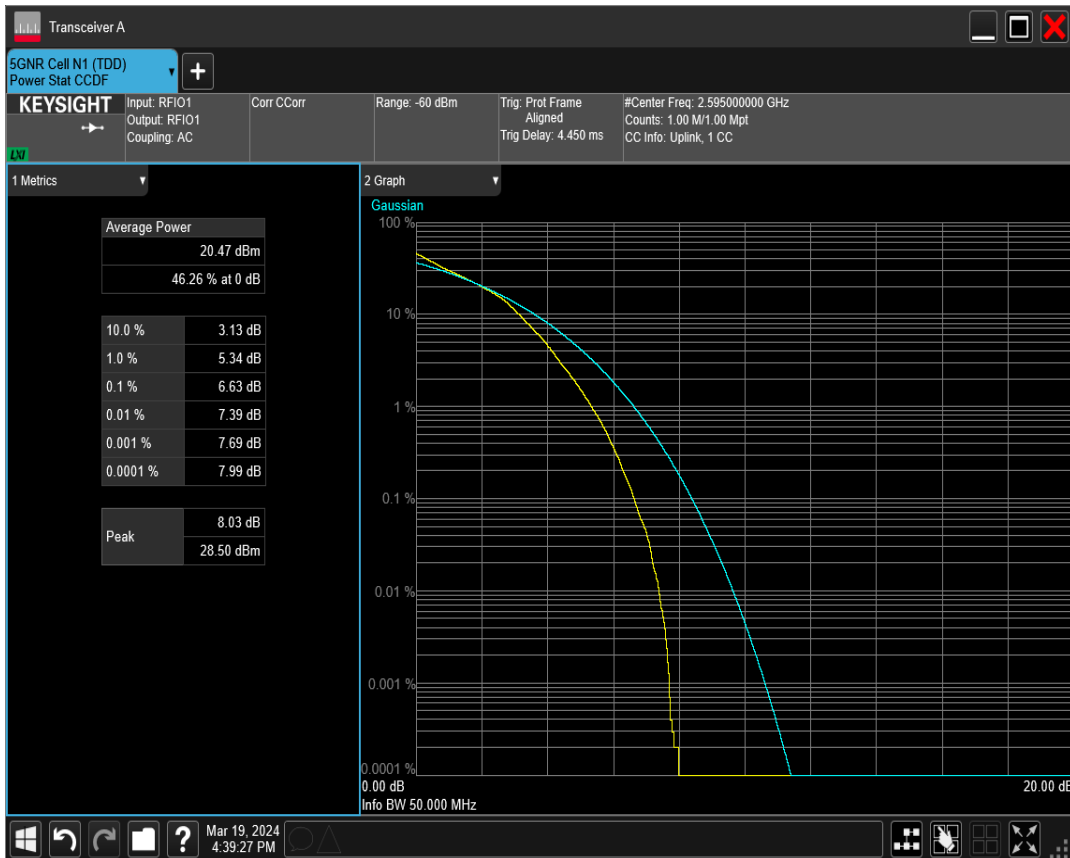 Transceiver A
5GNR Cell N1 (TDD)
Power Stat CCDF
KEYSIGHT
LXI
Input: RFIO1
Output: RFIO1
Coupling: AC
Corr CCorr
Range: -60 dBm
Trig: Prot Frame
Aligned
Trig Delay: 4.450 ms
#Center Freq: 2.595000000 GHz
Counts: 1.00 M/1.00 Mpt
CC Info: Uplink, 1 CC
1 Metrics
Average Power
20.47 dBm
46.26 % at 0 dB
10.0 % 3.13 dB
1.0 % 5.34 dB
0.1 % 6.63 dB
0.01 % 7.39 dB
0.001 % 7.69 dB
0.0001 % 7.99 dB
Peak
8.03 dB
28.50 dBm
2 Graph
Gaussian
100 %
10 %
1 %
0.1 %
0.01 %
0.001 %
0.0001 %
0.00 dB
20.00 dB
Info BW 50.000 MHz
?
Mar 19, 2024
4:39:27 PM